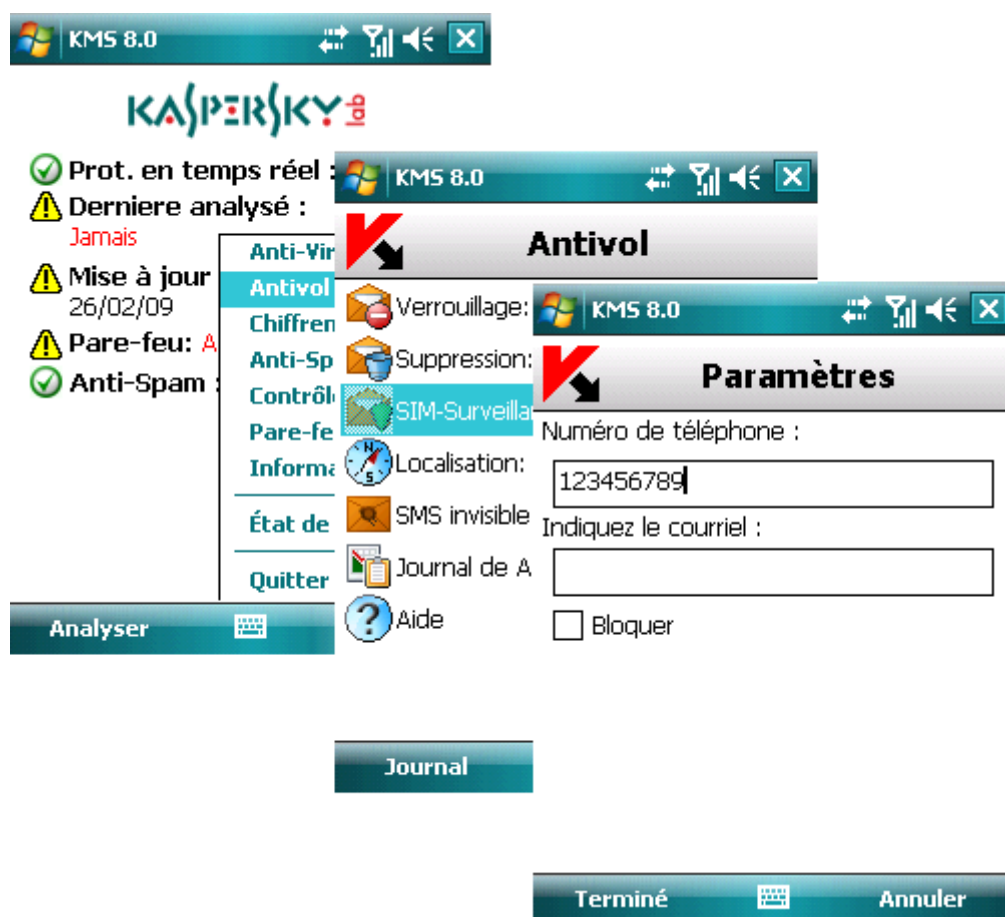 KMS 8.0
KASPERSKY lab
Prot. en temps réel :
Derniere analysé :
Jamais
Mise à jour
26/02/09
Pare-feu: A
Anti-Spam :
Anti-Vir
Antivol
Chiffren
Anti-Sp
Contrôl
Pare-fe
Informa
État de
Quitter
Analyser
KMS 8.0
Antivol
Verrouillage:
Suppression:
SIM-Surveilla
Localisation:
SMS invisible
Journal de A
Aide
Journal
KMS 8.0
Paramètres
Numéro de téléphone :
123456789
Indiquez le courriel :
Bloquer
Terminé Annuler